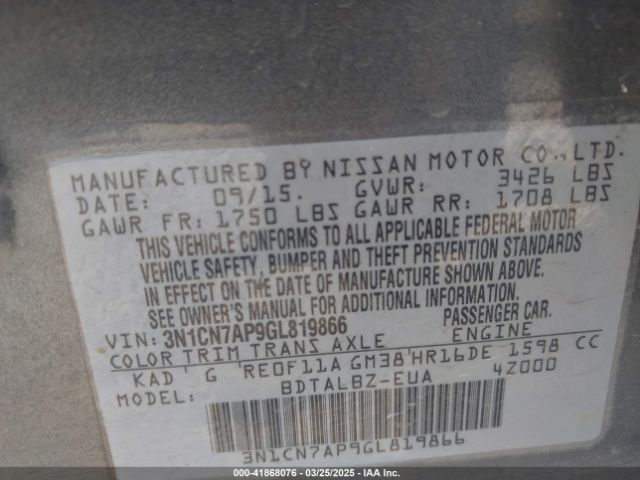 MANUFACTURED BY NISSAN MOTOR CO., LTD.
DATE: 09/15. GVWR: 3426 LBS
GAWR FR: 1750 LBS GAWR RR: 1708 LBS
THIS VEHICLE CONFORMS TO ALL APPLICABLE FEDERAL MOTOR
VEHICLE SAFETY, BUMPER AND THEFT PREVENTION STANDARDS
IN EFFECT ON THE DATE OF MANUFACTURE SHOWN ABOVE.
SEE OWNER'S MANUAL FOR ADDITIONAL INFORMATION.
VIN: 3N1CN7AP9GL819866 PASSENGER CAR.
COLOR TRIM TRANS AXLE ENGINE
KAD ' G ' RE0F11A GM38 ' HR16DE 1598 CC
MODEL: BDTALBZ-EUA 4Z000
3N1CN7AP9GL819866
© IAAI.COM 000-41868076 - 03/25/2025 - IAA INC.